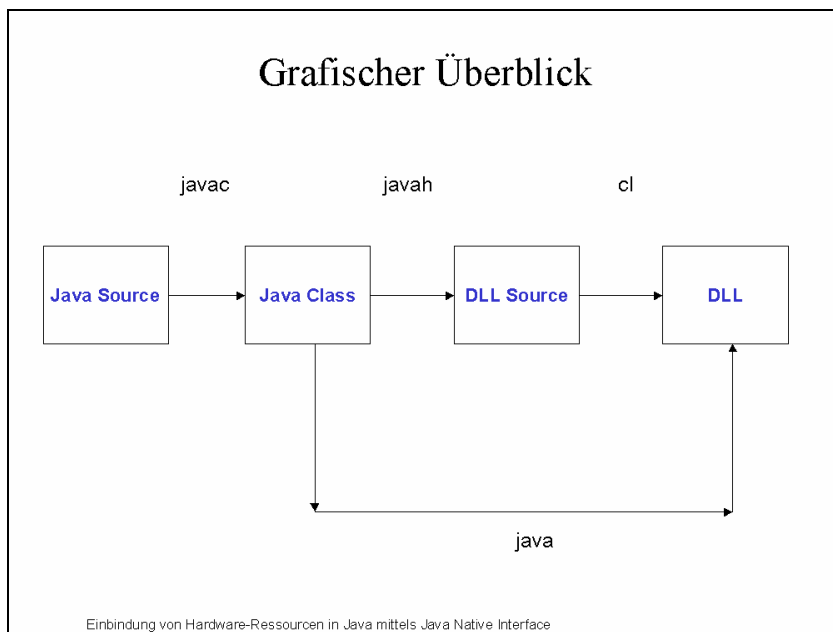 Grafischer Überblick
javac javah cl
Java Source Java Class DLL Source DLL
java
Einbindung von Hardware-Ressourcen in Java mittels Java Native Interface